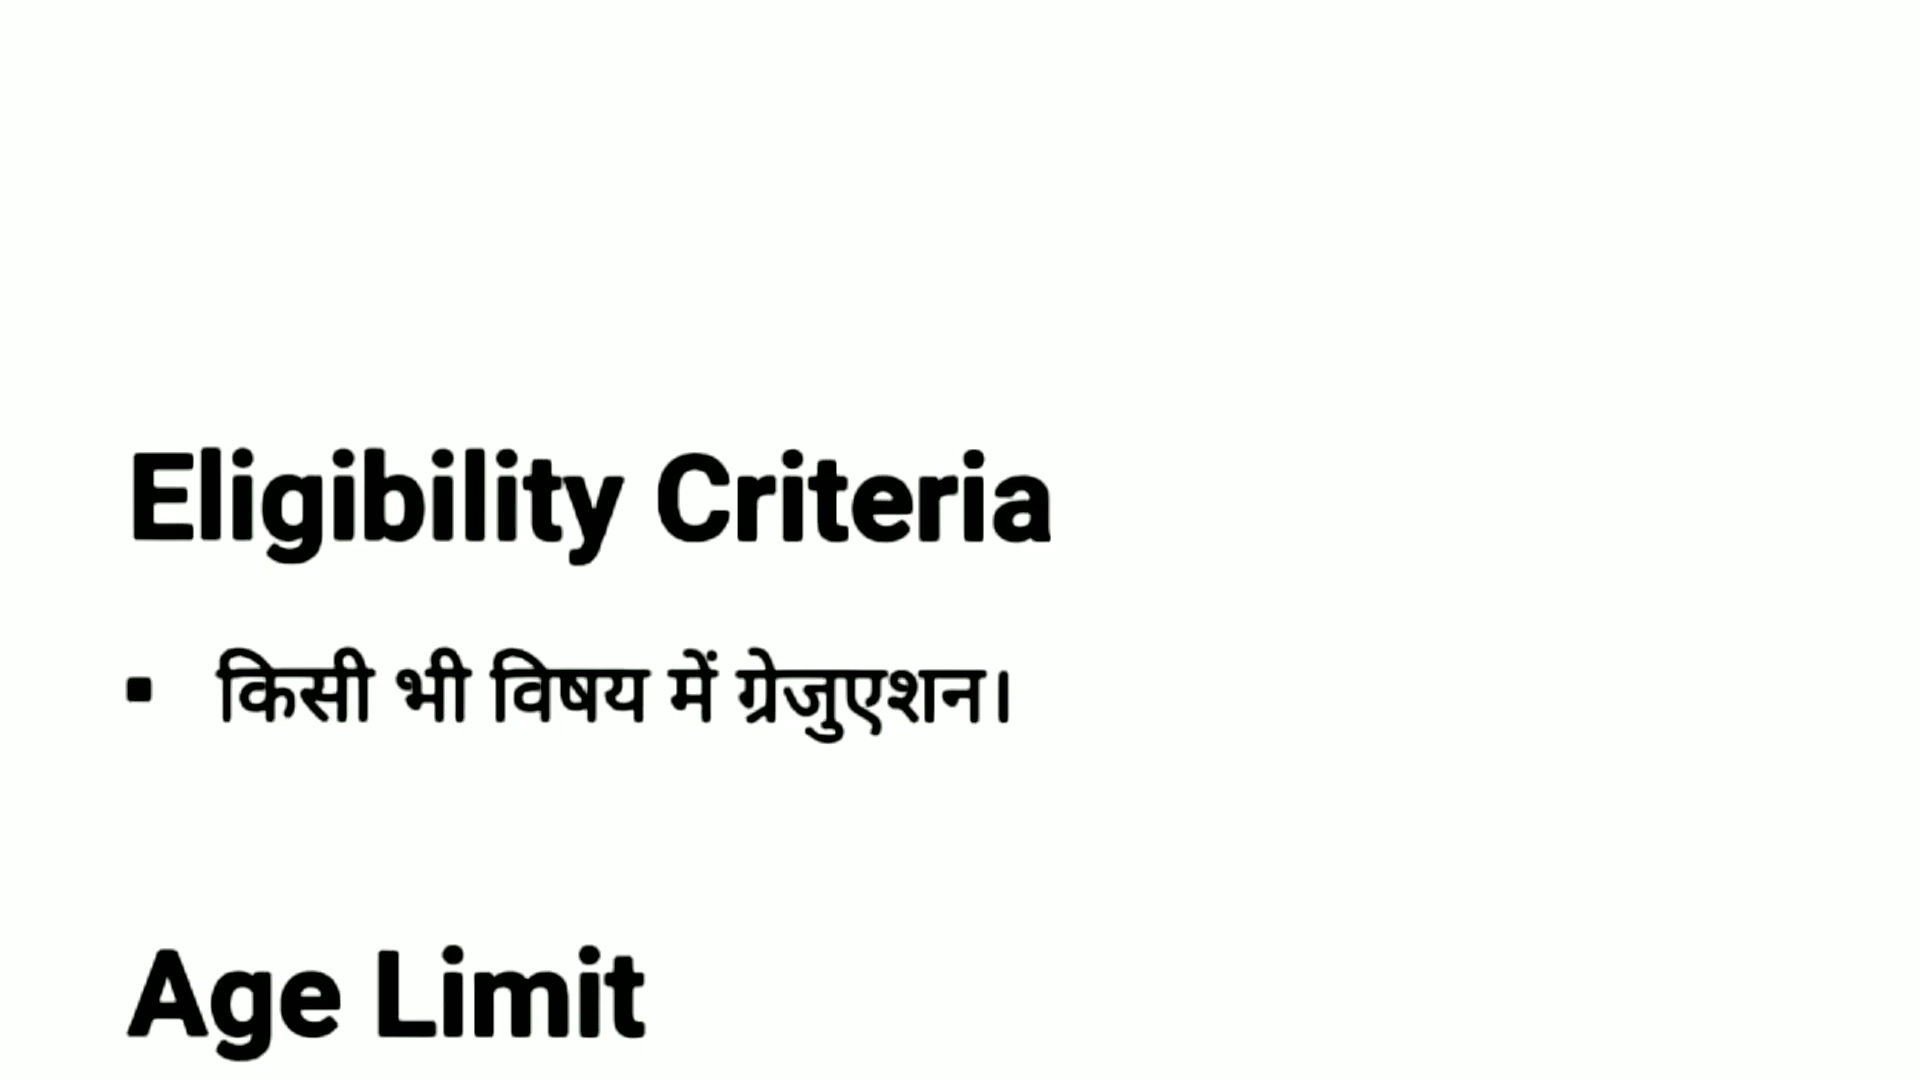 Eligibility Criteria
▪ किसी भी विषय में ग्रेजुएशन।
Age Limit